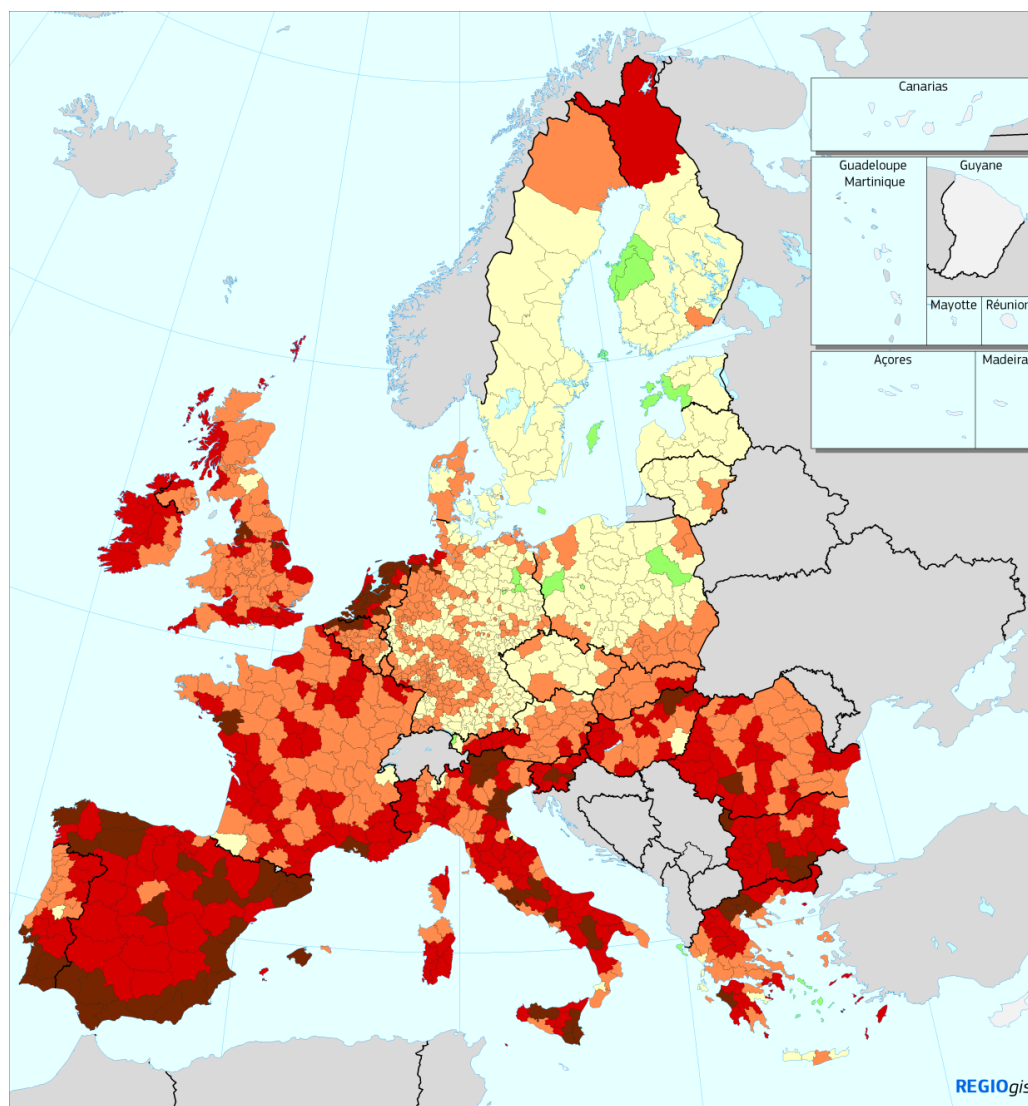 Canarias
Guadeloupe
Martinique
Guyane
Mayotte
Réunion
Açores
Madeira
REGIOgis